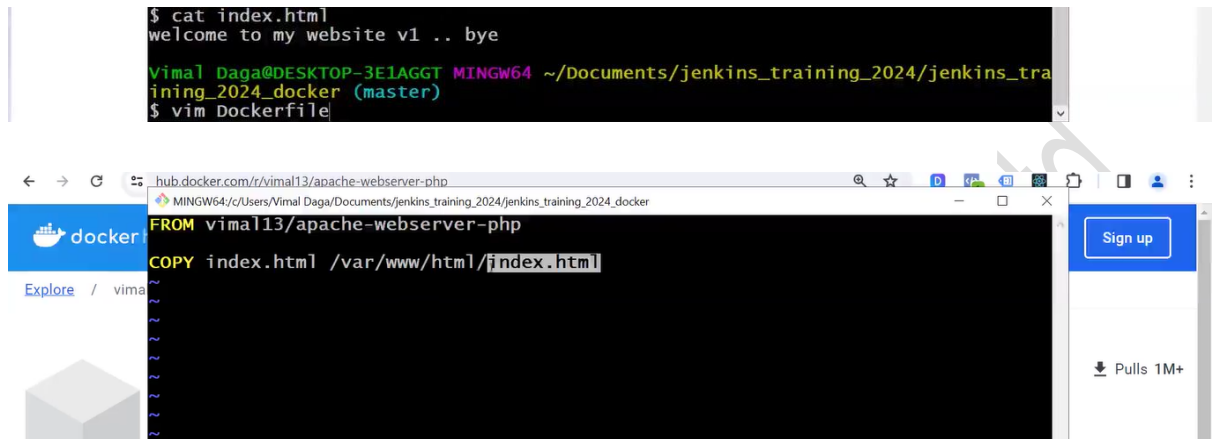 $ cat index.html
welcome to my website v1 .. bye
Vimal Daga@DESKTOP-3E1AGGT MINGW64 ~/Documents/jenkins_training_2024/jenkins_tra
ining_2024_docker (master)
$ vim Dockerfile
hub.docker.com/r/vimal13/apache-webserver-php
MINGW64:/c/Users/Vimal Daga/Documents/jenkins_training_2024/jenkins_training_2024_docker
FROM vimal13/apache-webserver-php
docker
Sign up
COPY index.html /var/www/html/index.html
Explore / vima
~
~
~
~
~
~
~
~
~
Pulls 1M+